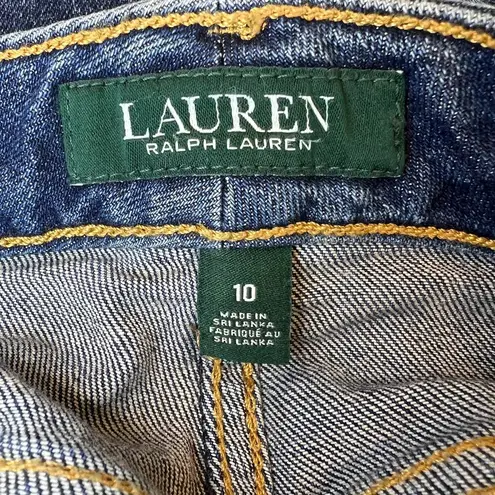 LAUREN
RALPH LAUREN
10
MADE IN
SRI LANKA
FABRIQUÉ AU
SRI LANKA